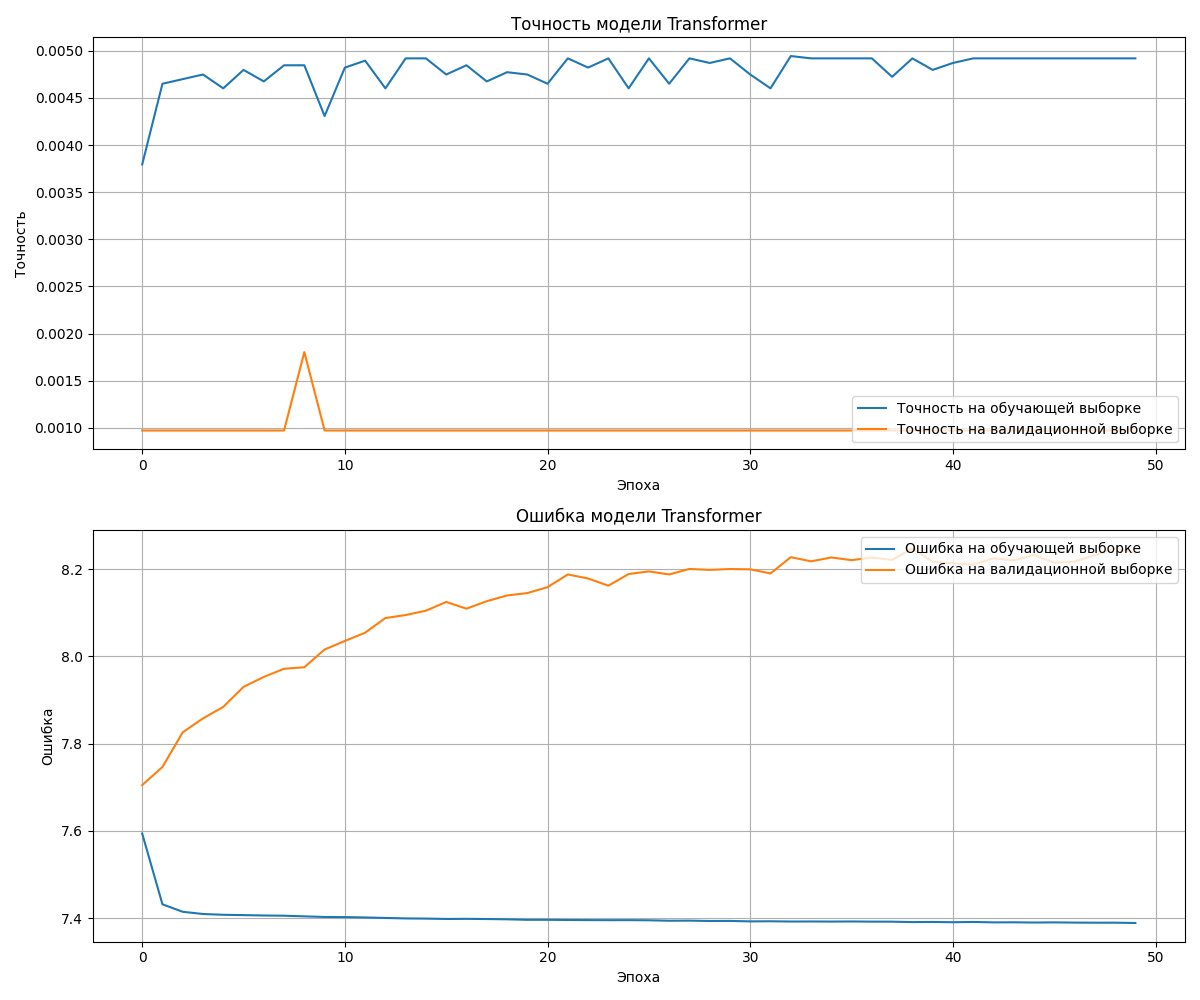 Точность модели Transformer
0.0050
0.0045
0.0040
0.0035
0.0030
0.0025
0.0020
0.0015
0.0010
Точность
Точность на обучающей выборке
Точность на валидационной выборке
0 10 20 30 40 50
Эпоха
Ошибка модели Transformer
8.2
8.0
7.8
7.6
7.4
Ошибка
Ошибка на обучающей выборке
Ошибка на валидационной выборке
0 10 20 30 40 50
Эпоха